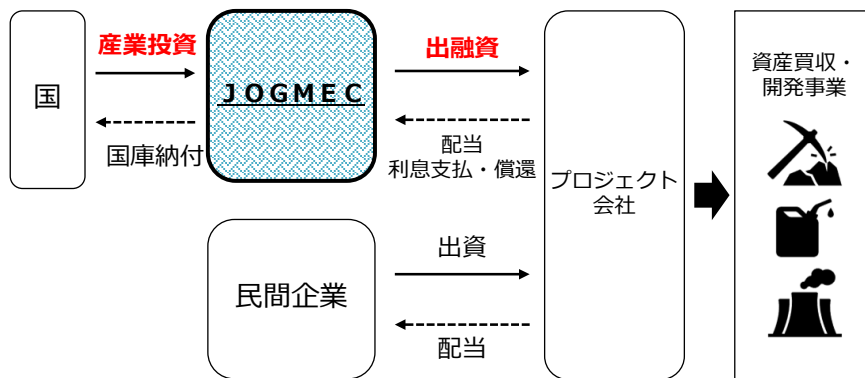 国
産業投資
国庫納付
ＪＯＧＭＥＣ
出融資
配当
利息支払・償還
民間企業
出資
配当
プロジェクト
会社
資産買収・
開発事業